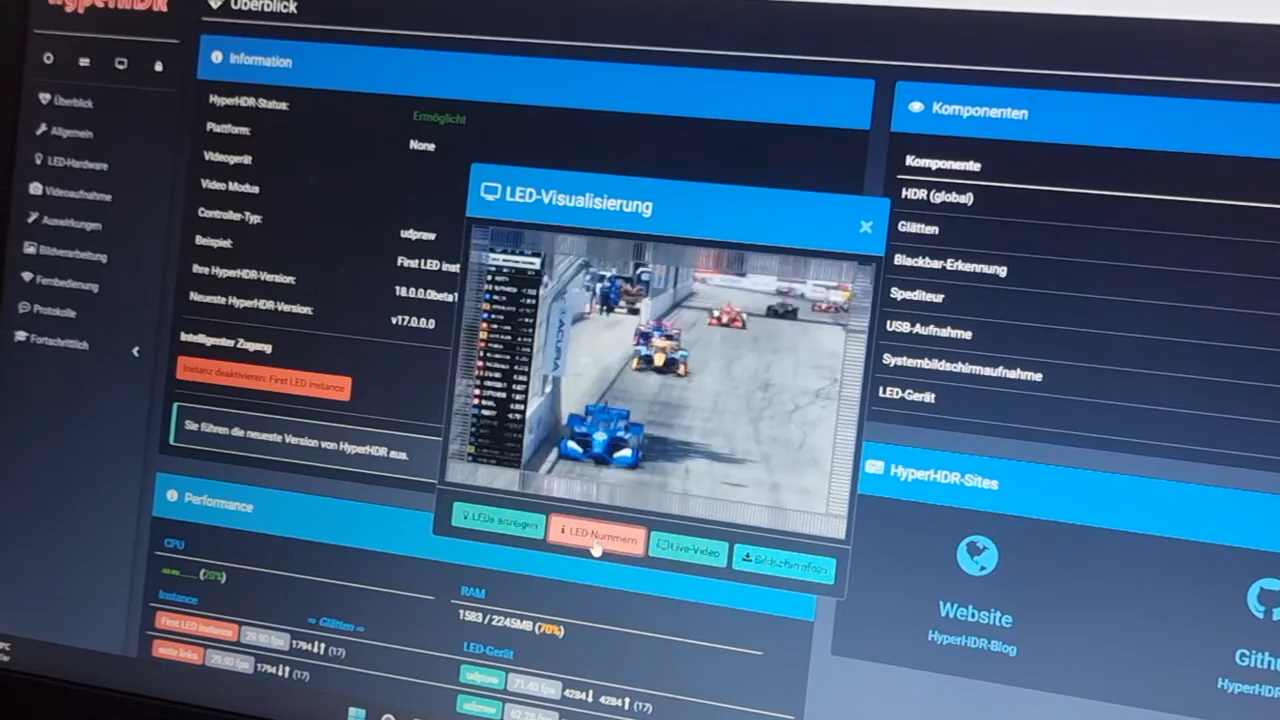 HyperHDR
Überblick
Überblick
Allgemein
LED-Hardware
Videoaufnahme
Auswirkungen
Bildverarbeitung
Fernbedienung
Protokolle
Fortschrittlich
Information
HyperHDR-Status:
Ermöglicht
Plattform:
None
Videogerät
Video Modus
Controller-Typ:
udpraw
Beispiel:
First LED inst
Ihre HyperHDR-Version:
18.0.0.0beta1
Neueste HyperHDR-Version:
v17.0.0.0
Intelligenter Zugang
Instanz deaktivieren: First LED Instance
Sie führen die neueste Version von HyperHDR aus.
Performance
CPU
(20%)
Instance
⇨ Glätten ⇨
First LED instance
29.90 fps
1794 (17)
29.90 fps
1794 (17)
RAM
1583 / 2245MB (70%)
LED-Gerät
udpraw
71.40 fps
4284 4284 (17)
udpraw
LED-Visualisierung
ACURA
LEDs anzeigen
LED-Nummern
Live-Video
Bildschirmfoto
Komponenten
Komponente
HDR (global)
Glätten
Blackbar-Erkennung
Spediteur
USB-Aufnahme
Systembildschirmaufnahme
LED-Gerät
HyperHDR-Sites
Website
HyperHDR-Blog
Gith
HyperHD